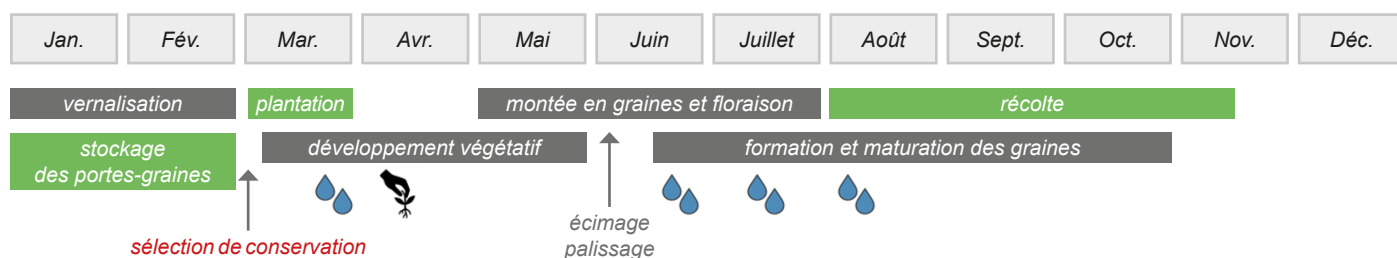 Jan. Fév. Mar. Avr. Mai Juin Juillet Août Sept. Oct. Nov. Déc.
vernalisation plantation montée en graines et floraison récolte
stockage
des portes-graines
développement végétatif formation et maturation des graines
sélection de conservation
écimage
palissage